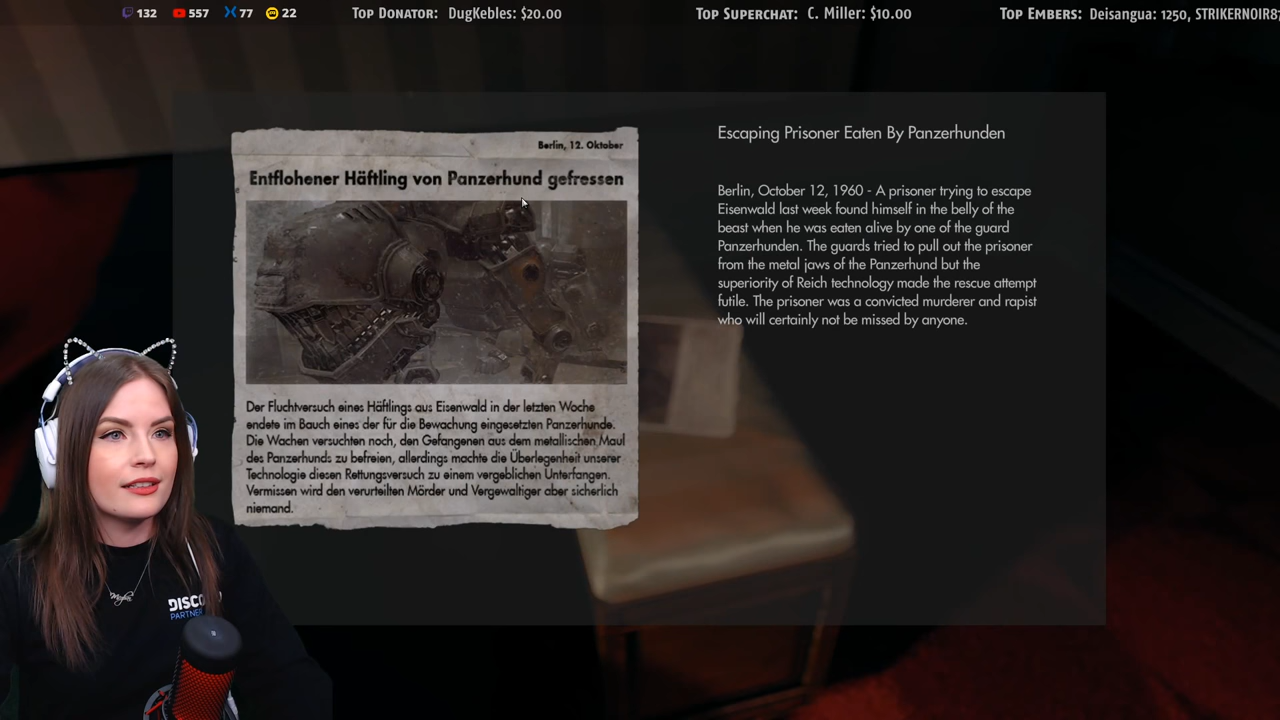 132 557 77 22 Top Donator: DugKebles: $20.00 Top Superchat: C. Miller: $10.00 Top Embers: Deisangua: 1250,
Berlin, 12. Oktober
Entflohener Häftling von Panzerhund gefressen
Der Fluchtversuch eines Häftlings aus Eisenwald in der letzten Woche
endete im Bauch eines der für die Bewachung eingesetzten Panzerhunde.
Die Wachen versuchten noch, den Gefangenen aus dem metallischen Maul
des Panzerhunds zu befreien, allerdings machte die Überlegenheit unserer
Technologie diesen Rettungsversuch zu einem vergeblichen Unterfangen.
Vermissen wird den verurteilten Mörder und Vergewaltiger aber sicherlich
niemand.
Escaping Prisoner Eaten By Panzerhunden
Berlin, October 12, 1960 - A prisoner trying to escape
Eisenwald last week found himself in the belly of the
beast when he was eaten alive by one of the guard
Panzerhunden. The guards tried to pull out the prisoner
from the metal jaws of the Panzerhund but the
superiority of Reich technology made the rescue attempt
futile. The prisoner was a convicted murderer and rapist
who will certainly not be missed by anyone.
DISCO
PARTNE